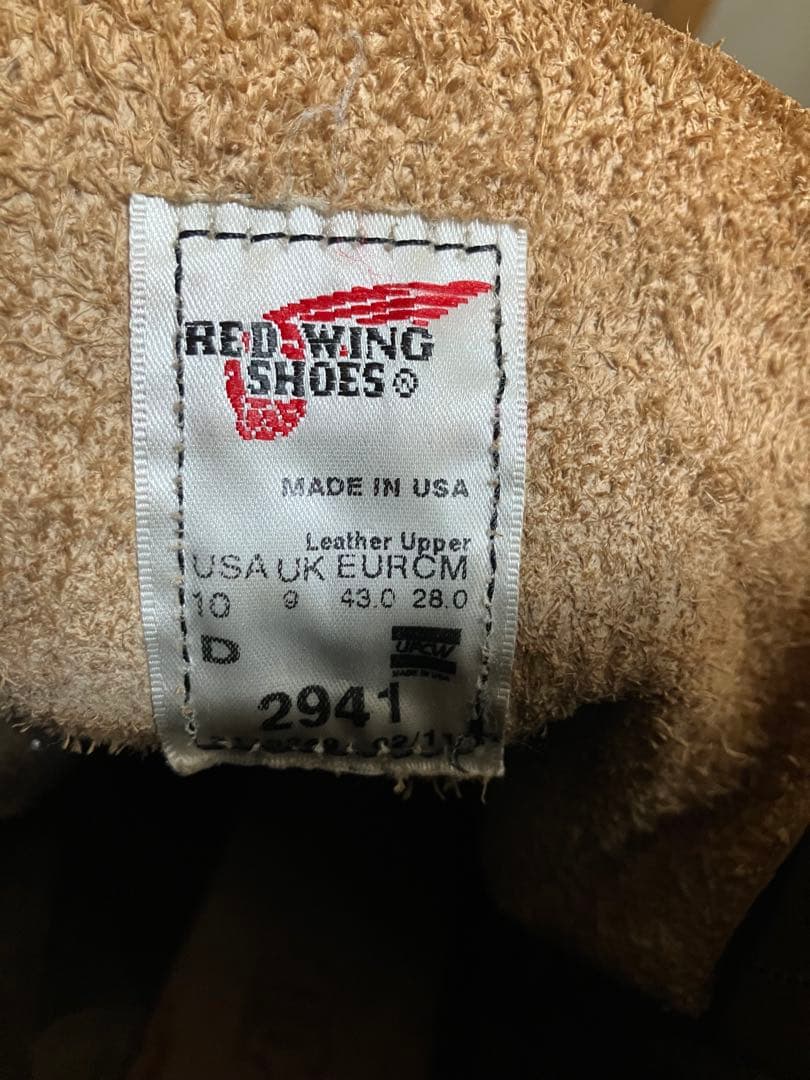 RED WING
SHOES
MADE IN USA
Leather Upper
USA UK EUR CM
10 9 43.0 28.0
D
UFCW
MADE IN USA
2941